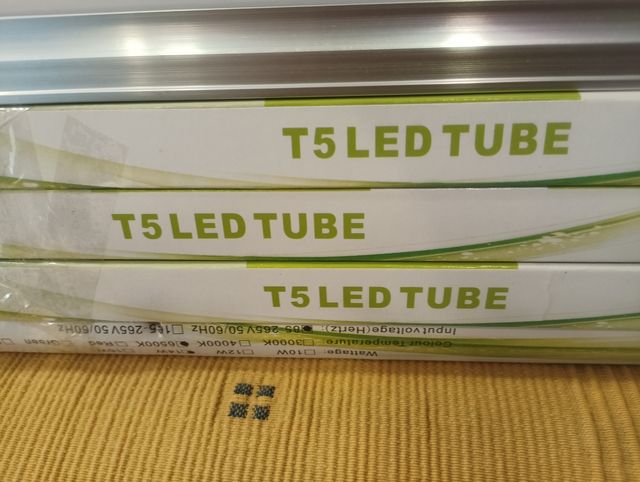 T5 LED TUBE
T5 LED TUBE
T5 LED TUBE
Input voltage(Hertz): 85-265V 50/60Hz 165-265V 50/60Hz
Colour Temperature: 3000K 4000K 6500K Red Green
Wattage: 10W 12W 14W